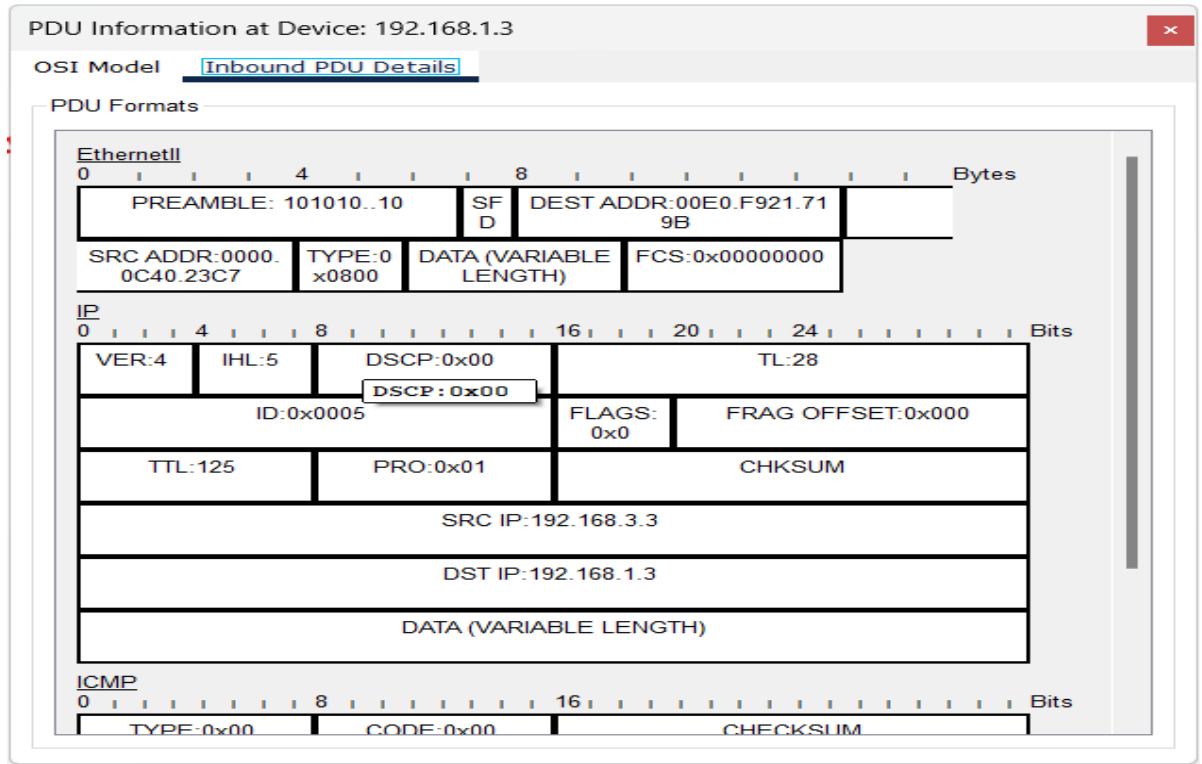 PDU Information at Device: 192.168.1.3
×
OSI Model Inbound PDU Details
PDU Formats
EthernetII
0 4 8 Bytes
PREAMBLE: 101010..10 SF DEST ADDR:00E0.F921.71
D 9B
SRC ADDR:0000. TYPE:0 DATA (VARIABLE FCS:0x00000000
0C40.23C7 x0800 LENGTH)
IP
0 4 8 16 20 24 Bits
VER:4 IHL:5 DSCP:0x00 TL:28
DSCP:0x00
ID:0x0005 FLAGS: FRAG OFFSET:0x000
0x0
TTL:125 PRO:0x01 CHKSUM
SRC IP:192.168.3.3
DST IP:192.168.1.3
DATA (VARIABLE LENGTH)
ICMP
0 8 16 Bits
TYPE:0x00 CODE:0x00 CHECKSUM